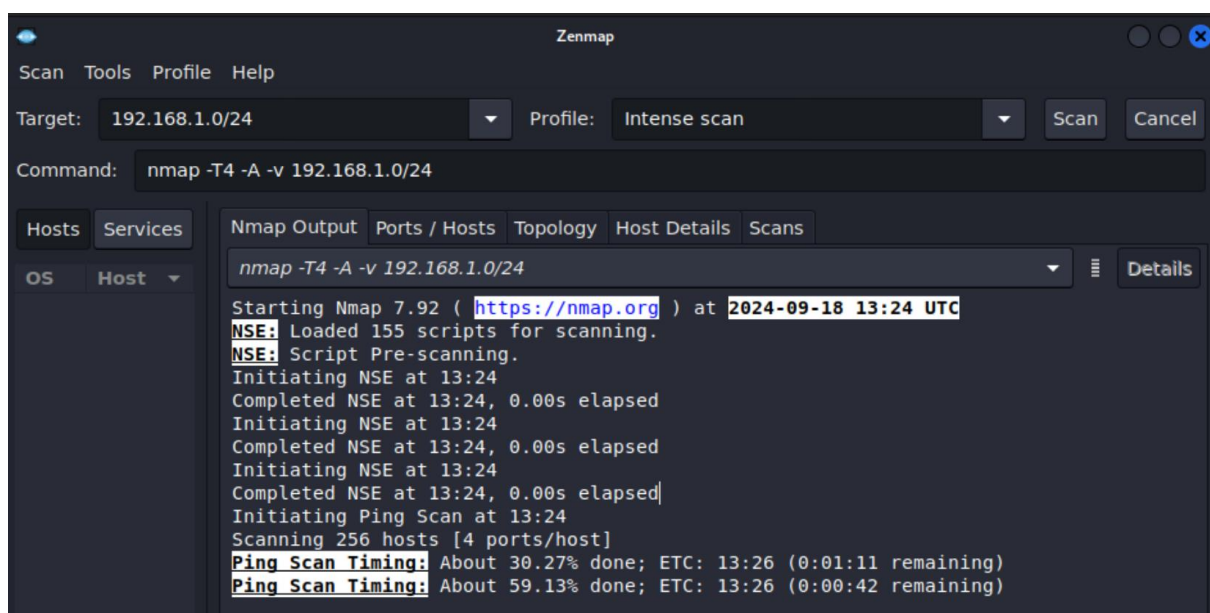 Zenmap
Scan Tools Profile Help
Target: 192.168.1.0/24 Profile: Intense scan Scan Cancel
Command: nmap -T4 -A -v 192.168.1.0/24
Hosts Services Nmap Output Ports / Hosts Topology Host Details Scans
OS Host nmap -T4 -A -v 192.168.1.0/24 Details
Starting Nmap 7.92 ( https://nmap.org ) at 2024-09-18 13:24 UTC
NSE: Loaded 155 scripts for scanning.
NSE: Script Pre-scanning.
Initiating NSE at 13:24
Completed NSE at 13:24, 0.00s elapsed
Initiating NSE at 13:24
Completed NSE at 13:24, 0.00s elapsed
Initiating NSE at 13:24
Completed NSE at 13:24, 0.00s elapsed
Initiating Ping Scan at 13:24
Scanning 256 hosts [4 ports/host]
Ping Scan Timing: About 30.27% done; ETC: 13:26 (0:01:11 remaining)
Ping Scan Timing: About 59.13% done; ETC: 13:26 (0:00:42 remaining)